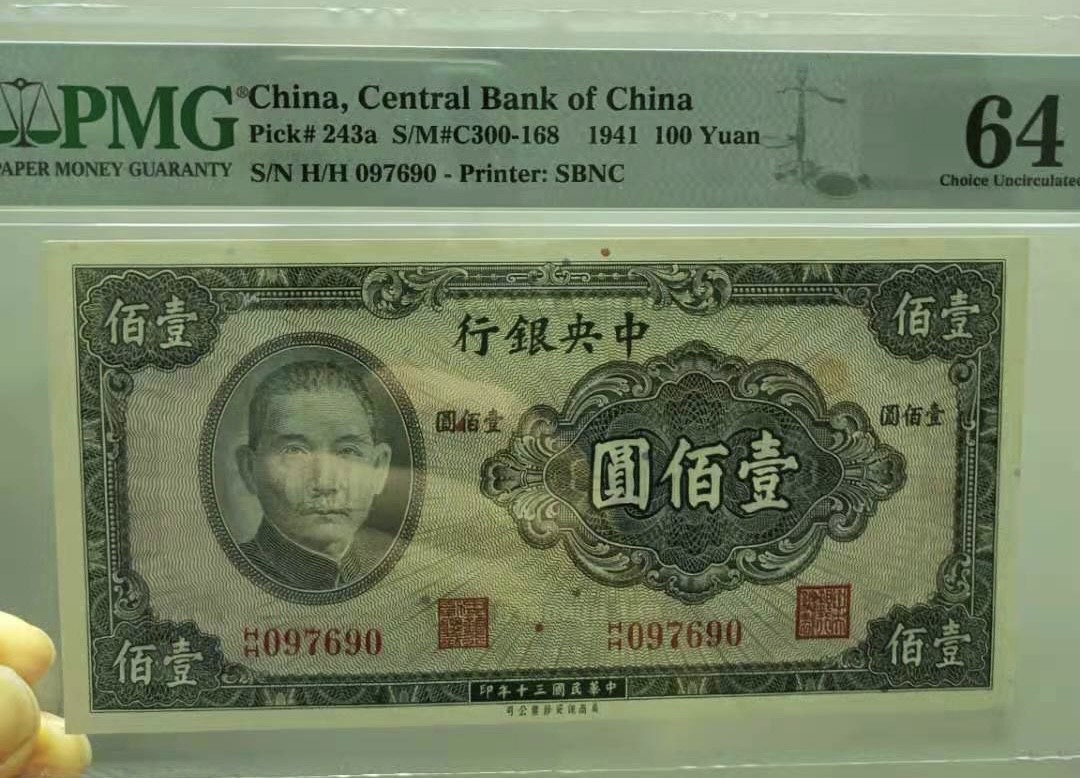 PMG®
PAPER MONEY GUARANTY
China, Central Bank of China
Pick# 243a S/M#C300-168 1941 100 Yuan
S/N H/H 097690 - Printer: SBNC
64
Choice Uncirculated
佰壹
佰壹
行銀央中
圓佰壹
圓佰壹
圓佰壹
H/H 097690
H/H 097690
佰壹
佰壹
印年十三國民華中